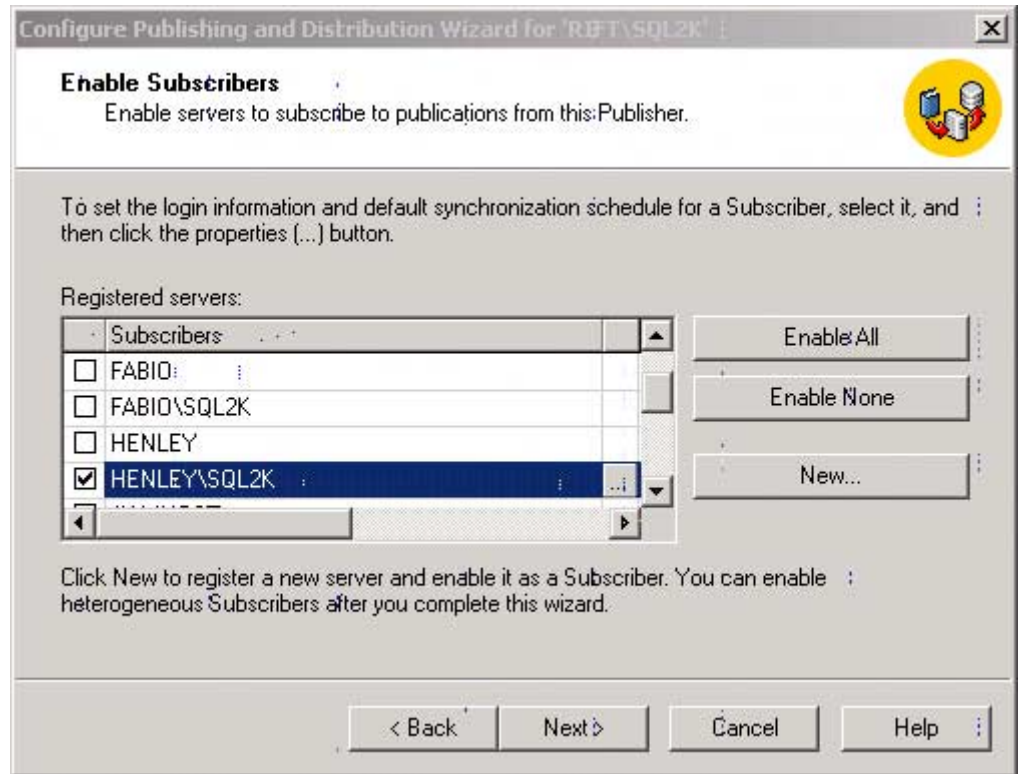 Configure Publishing and Distribution Wizard for 'RIFT\SQL2K'
Enable Subscribers
Enable servers to subscribe to publications from this Publisher.
To set the login information and default synchronization schedule for a Subscriber, select it, and
then click the properties (...) button.
Registered servers:
Subscribers
FABIO
FABIO\SQL2K
HENLEY
HENLEY\SQL2K
...
Enable All
Enable None
New...
Click New to register a new server and enable it as a Subscriber. You can enable
heterogeneous Subscribers after you complete this wizard.
< Back
Next >
Cancel
Help